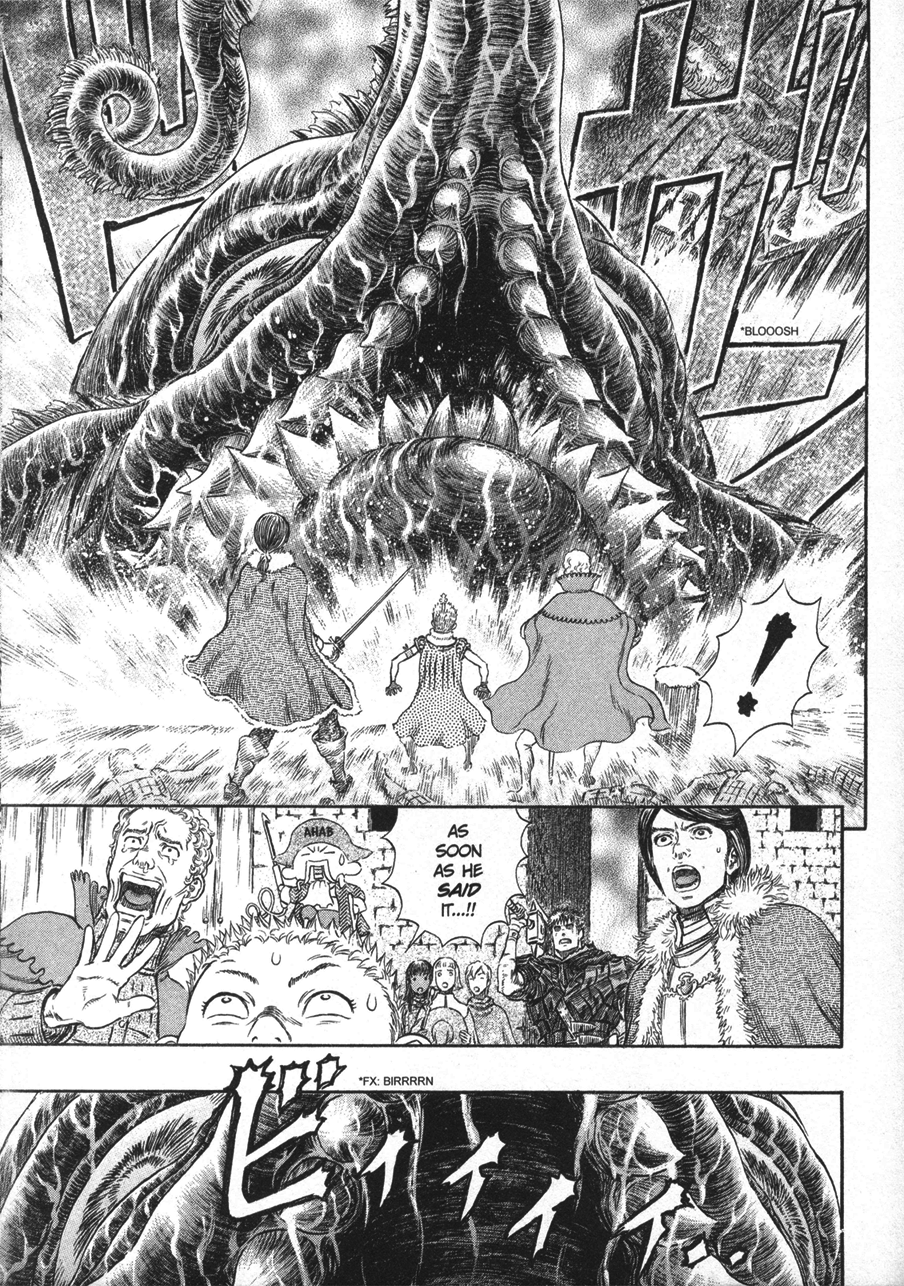 *BLOOOSH
!
AS
SOON
AS HE
SAID
IT...!!
AHAB
*FX: BIRRRRN
ビィィィィ